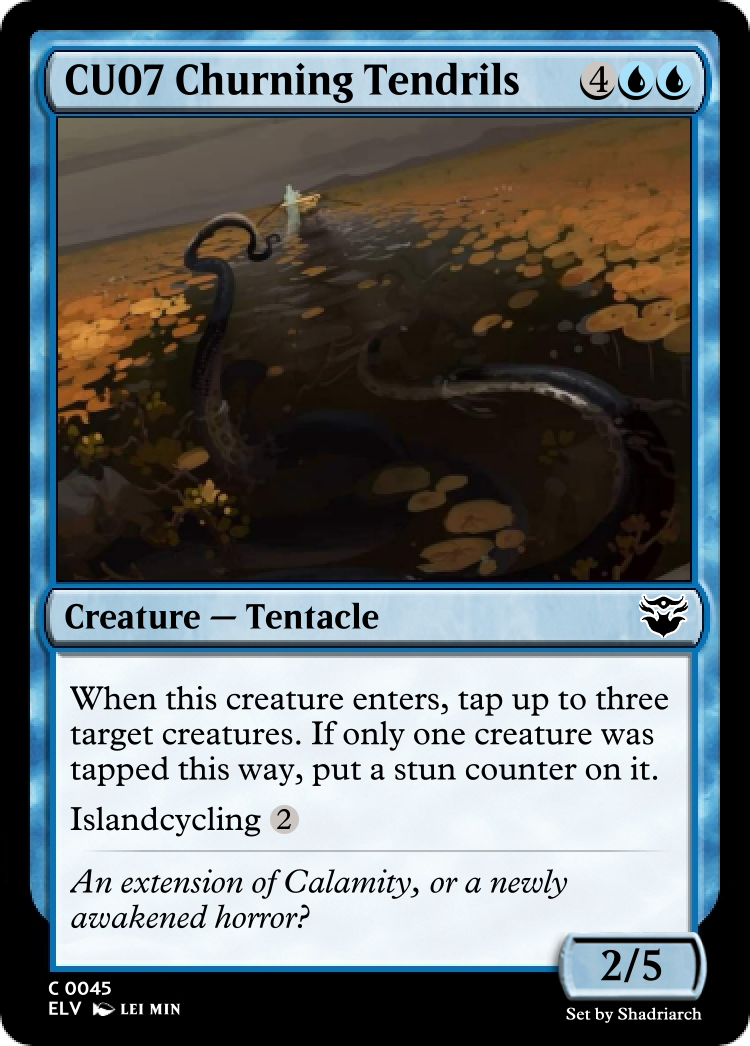 CU07 Churning Tendrils 4
Creature — Tentacle
When this creature enters, tap up to three
target creatures. If only one creature was
tapped this way, put a stun counter on it.
Islandcycling 2
An extension of Calamity, or a newly
awakened horror?
2/5
C 0045
ELV LEI MIN
Set by Shadriarch